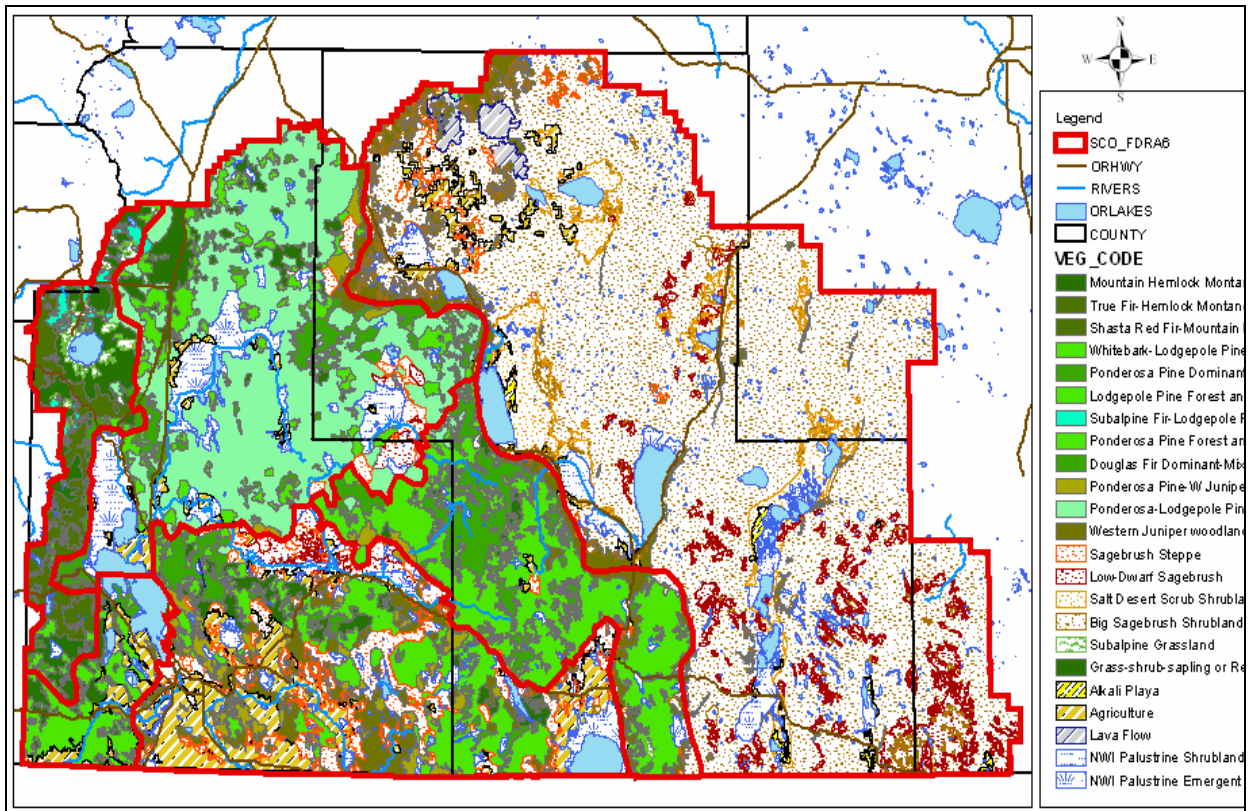 N
W E
S
Legend
SCO_FDRA6
ORHWY
RIVERS
ORLAKES
COUNTY
VEG_CODE
Mountain Hemlock Montar
True Fir-Hemlock Montan
Shasta Red Fir-Mountain
Whitebark-Lodgepole Pine
Ponderosa Pine Dominant
Lodgepole Pine Forest an
Subalpine Fir-Lodgepole P
Ponderosa Pine Forest an
Douglas Fir Dominant-Mix
Ponderosa Pine-W Junipe
Ponderosa-Lodgepole Pin
Western Juniper woodland
Sagebrush Steppe
Low-Dwarf Sagebrush
Salt Desert Scrub Shrubla
Big Sagebrush Shrubland
Subalpine Grassland
Grass-shrub-sapling or Re
Alkali Playa
Agriculture
Lava Flow
NWI Palustrine Shrubland
NWI Palustrine Emergent